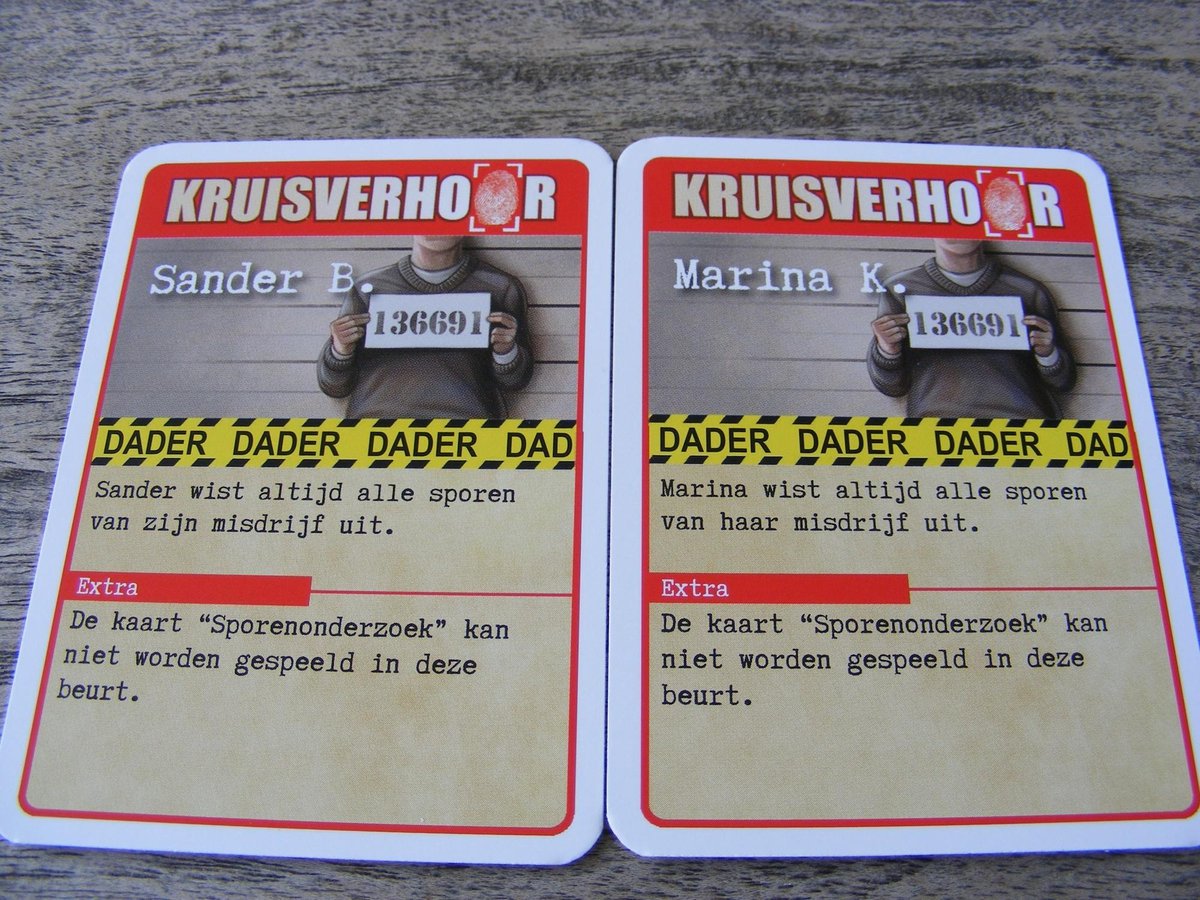 KRUISVERHOOR
Sander B.
136691
DADER DADER DADER DAD
Sander wist altijd alle sporen
van zijn misdrijf uit.
Extra
De kaart “Sporenonderzoek” kan
niet worden gespeeld in deze
beurt.
KRUISVERHOOR
Marina K.
136691
DADER DADER DADER DAD
Marina wist altijd alle sporen
van haar misdrijf uit.
Extra
De kaart “Sporenonderzoek” kan
niet worden gespeeld in deze
beurt.